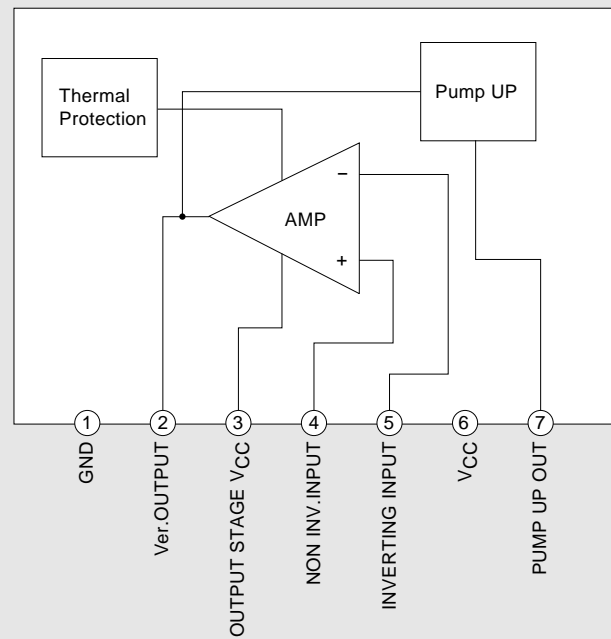 Thermal
Protection
Pump UP
−
AMP
+
1
2
3
4
5
6
7
GND
Ver.OUTPUT
OUTPUT STAGE VCC
NON INV.INPUT
INVERTING INPUT
VCC
PUMP UP OUT